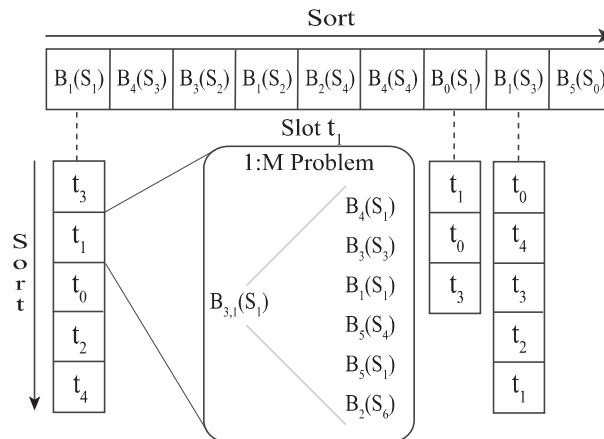 Sort
B₁(S₁) B₄(S₃) B₃(S₂) B₁(S₂) B₂(S₄) B₄(S₄) B₀(S₁) B₁(S₃) B₅(S₀)
Slot t₁
1:M Problem
Sort
t₃
t₁
t₀
t₂
t₄
B₃,₁(S₁)
B₄(S₁)
B₃(S₃)
B₁(S₁)
B₅(S₄)
B₅(S₁)
B₂(S₆)
t₁
t₀
t₃
t₀
t₄
t₃
t₂
t₁